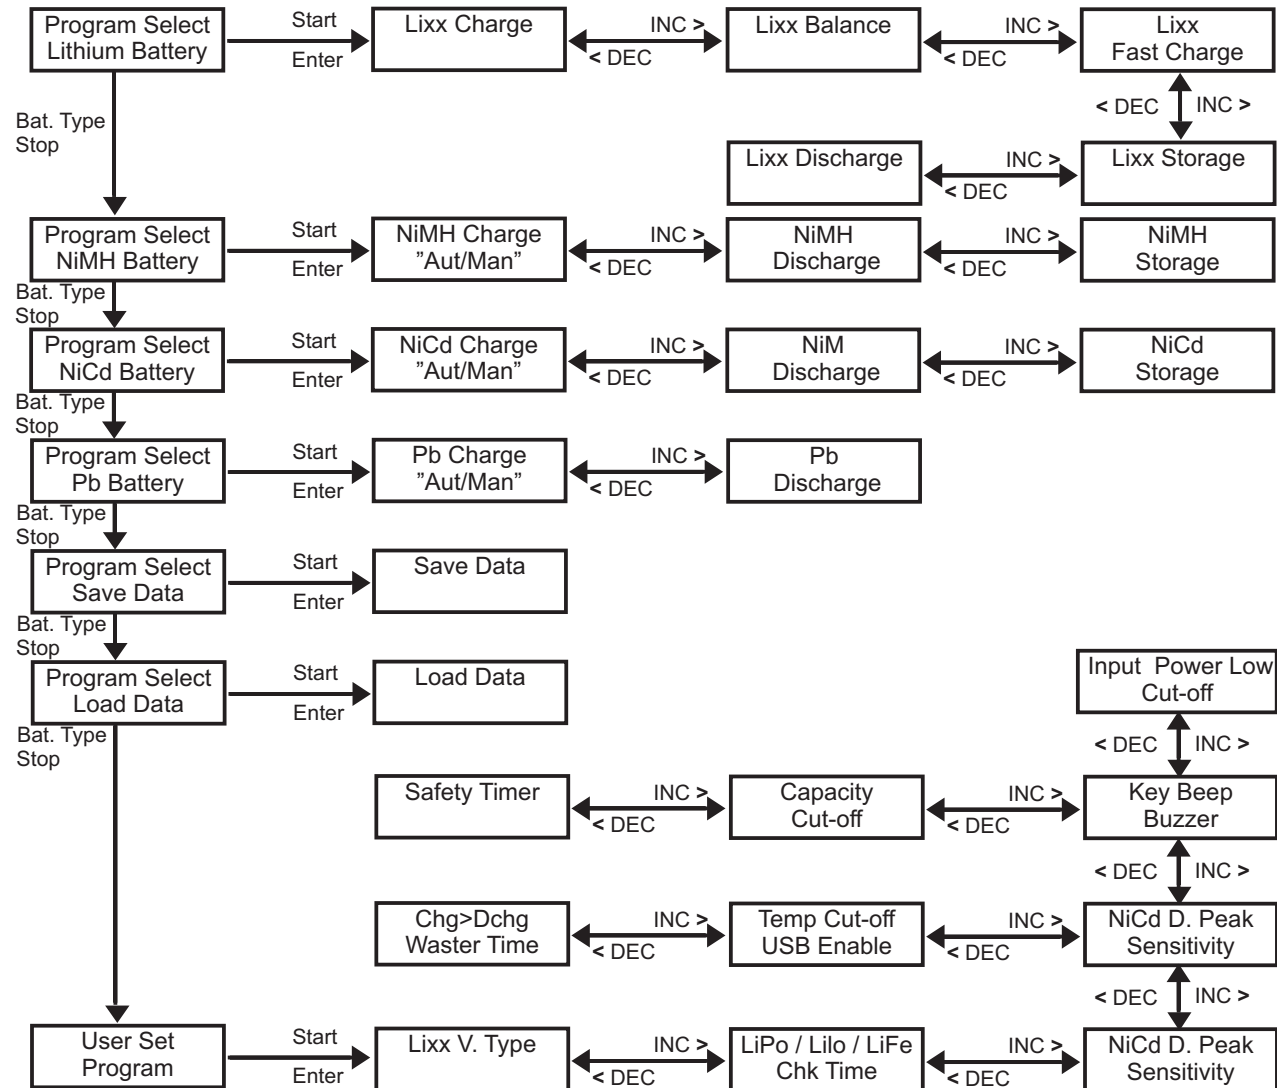 Program Select
Lithium Battery
Start
Enter
Lixx Charge
INC >
< DEC
Lixx Balance
INC >
< DEC
Lixx
Fast Charge
Bat. Type
Stop
< DEC
INC >
Lixx Discharge
INC >
< DEC
Lixx Storage
Program Select
NiMH Battery
Start
Enter
NiMH Charge
”Aut/Man”
INC >
< DEC
NiMH
Discharge
INC >
< DEC
NiMH
Storage
Bat. Type
Stop
Program Select
NiCd Battery
Start
Enter
NiCd Charge
”Aut/Man”
INC >
< DEC
NiM
Discharge
INC >
< DEC
NiCd
Storage
Bat. Type
Stop
Program Select
Pb Battery
Start
Enter
Pb Charge
”Aut/Man”
INC >
< DEC
Pb
Discharge
Bat. Type
Stop
Program Select
Save Data
Start
Enter
Save Data
Bat. Type
Stop
Program Select
Load Data
Start
Enter
Load Data
Input Power Low
Cut-off
Bat. Type
Stop
< DEC
INC >
Safety Timer
INC >
< DEC
Capacity
Cut-off
INC >
< DEC
Key Beep
Buzzer
< DEC
INC >
Chg>Dchg
Waster Time
INC >
< DEC
Temp Cut-off
USB Enable
INC >
< DEC
NiCd D. Peak
Sensitivity
< DEC
INC >
User Set
Program
Start
Enter
Lixx V. Type
INC >
< DEC
LiPo / LiIo / LiFe
Chk Time
INC >
< DEC
NiCd D. Peak
Sensitivity